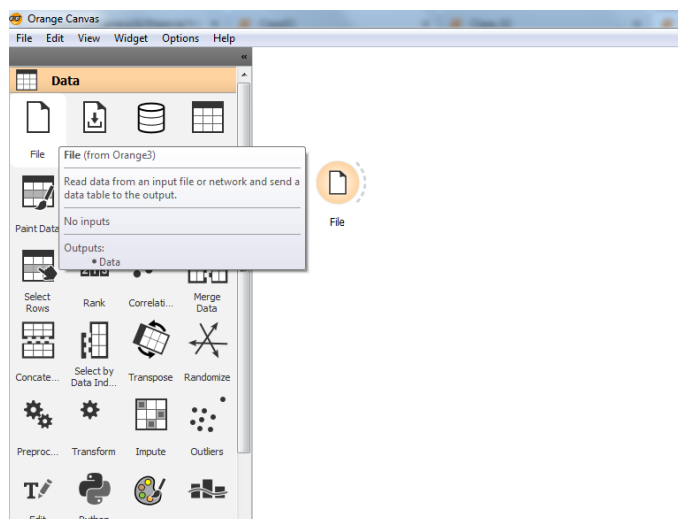 Orange Canvas
File Edit View Widget Options Help
Data
File
File (from Orange3)
Read data from an input file or network and send a
data table to the output.
No inputs
Outputs:
• Data
File
Paint Data
Select
Rows
Rank
Correlati...
Merge
Data
Concate...
Select by
Data Ind...
Transpose
Randomize
Preproc...
Transform
Impute
Outliers
Edit
Python